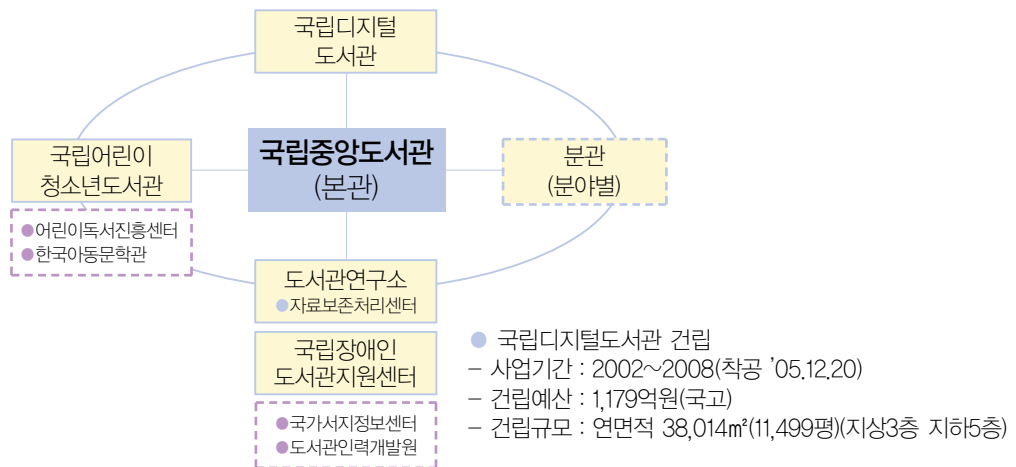 국립디지털
도서관
국립어린이
청소년도서관
●어린이독서진흥센터
●한국아동문학관
국립중앙도서관
(본관)
분관
(분야별)
도서관연구소
●자료보존처리센터
국립장애인
도서관지원센터
●국가서지정보센터
●도서관인력개발원
● 국립디지털도서관 건립
- 사업기간 : 2002~2008(착공 ’05.12.20)
- 건립예산 : 1,179억원(국고)
- 건립규모 : 연면적 38,014㎡(11,499평)(지상3층 지하5층)